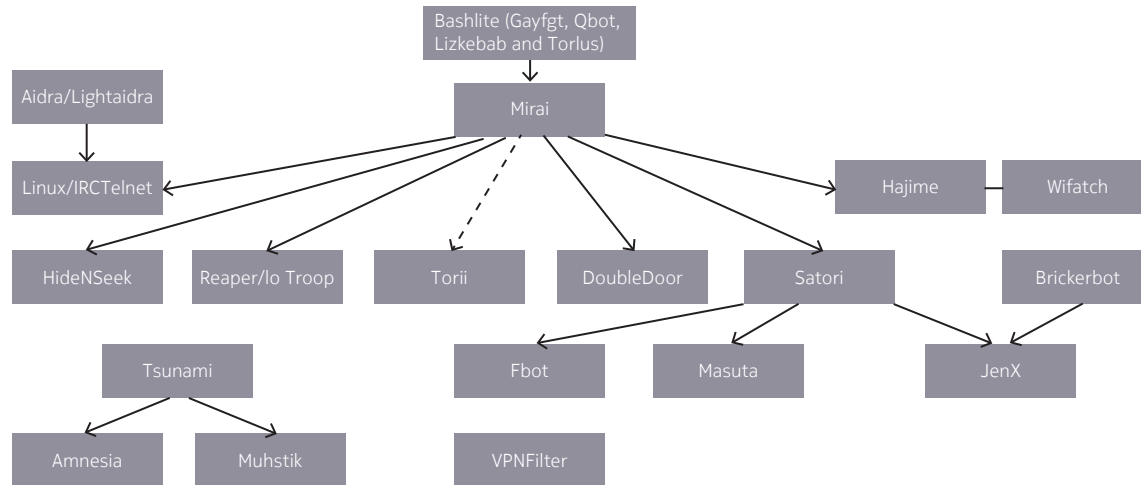 Bashlite (Gayfgt, Qbot,
Lizkebab and Torlus)
Aidra/Lightaidra
Mirai
Linux/IRCTelnet
Hajime
Wifatch
HideNSeek
Reaper/Io Troop
Torii
DoubleDoor
Satori
Brickerbot
Tsunami
Fbot
Masuta
JenX
Amnesia
Muhstik
VPNFilter